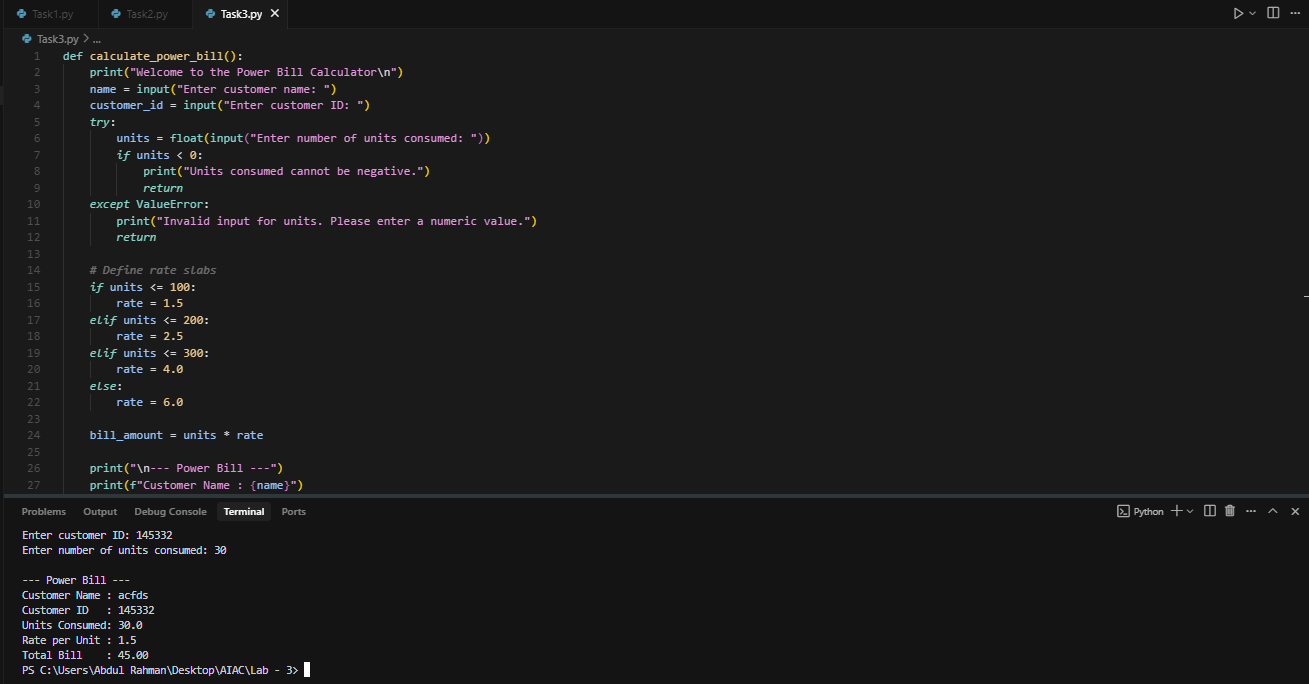 Task1.py Task2.py Task3.py
Task3.py > ...
1 def calculate_power_bill():
2     print("Welcome to the Power Bill Calculator\n")
3     name = input("Enter customer name: ")
4     customer_id = input("Enter customer ID: ")
5     try:
6         units = float(input("Enter number of units consumed: "))
7         if units < 0:
8             print("Units consumed cannot be negative.")
9             return
10     except ValueError:
11         print("Invalid input for units. Please enter a numeric value.")
12         return
13
14     # Define rate slabs
15     if units <= 100:
16         rate = 1.5
17     elif units <= 200:
18         rate = 2.5
19     elif units <= 300:
20         rate = 4.0
21     else:
22         rate = 6.0
23
24     bill_amount = units * rate
25
26     print("\n--- Power Bill ---")
27     print(f"Customer Name : {name}")
Problems Output Debug Console Terminal Ports Python
Enter customer ID: 145332
Enter number of units consumed: 30
--- Power Bill ---
Customer Name : acfds
Customer ID   : 145332
Units Consumed: 30.0
Rate per Unit : 1.5
Total Bill    : 45.00
PS C:\Users\Abdul Rahman\Desktop\AIAC\Lab - 3>